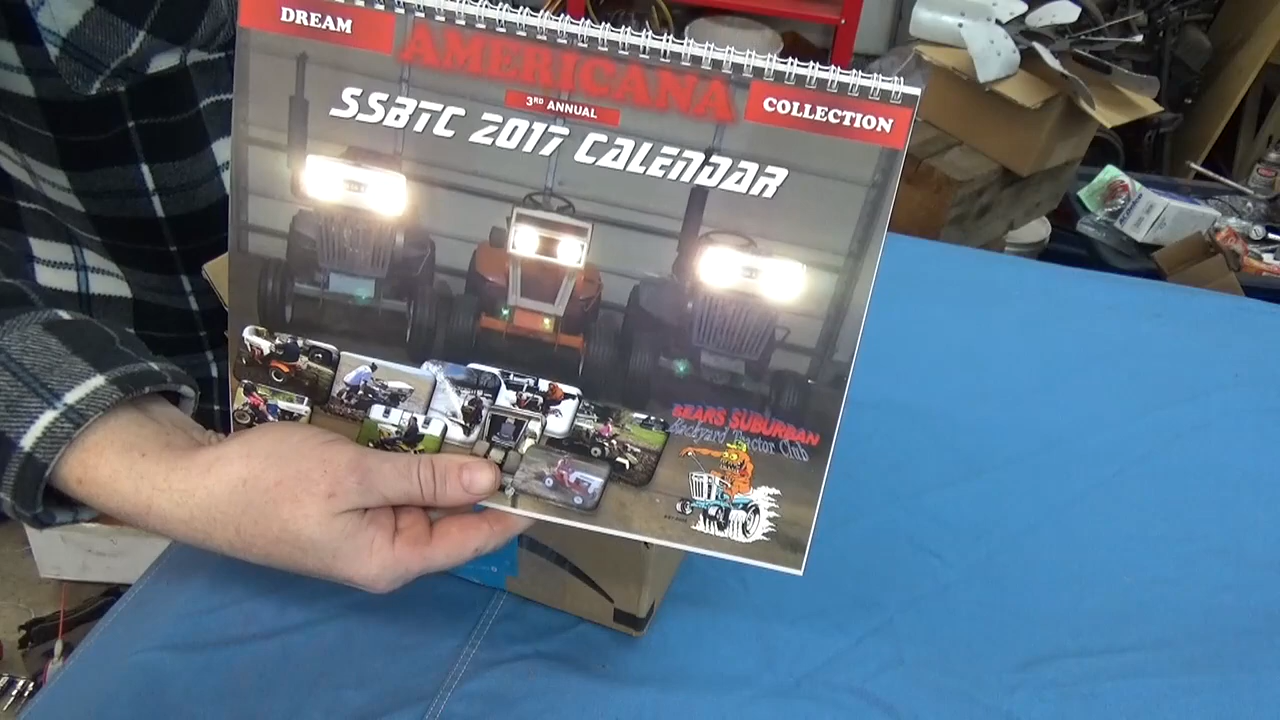 DREAM
AMERICANA
COLLECTION
3RD ANNUAL
SSBTC 2017 CALENDAR
SEARS SUBURBAN
Backyard Tractor Club